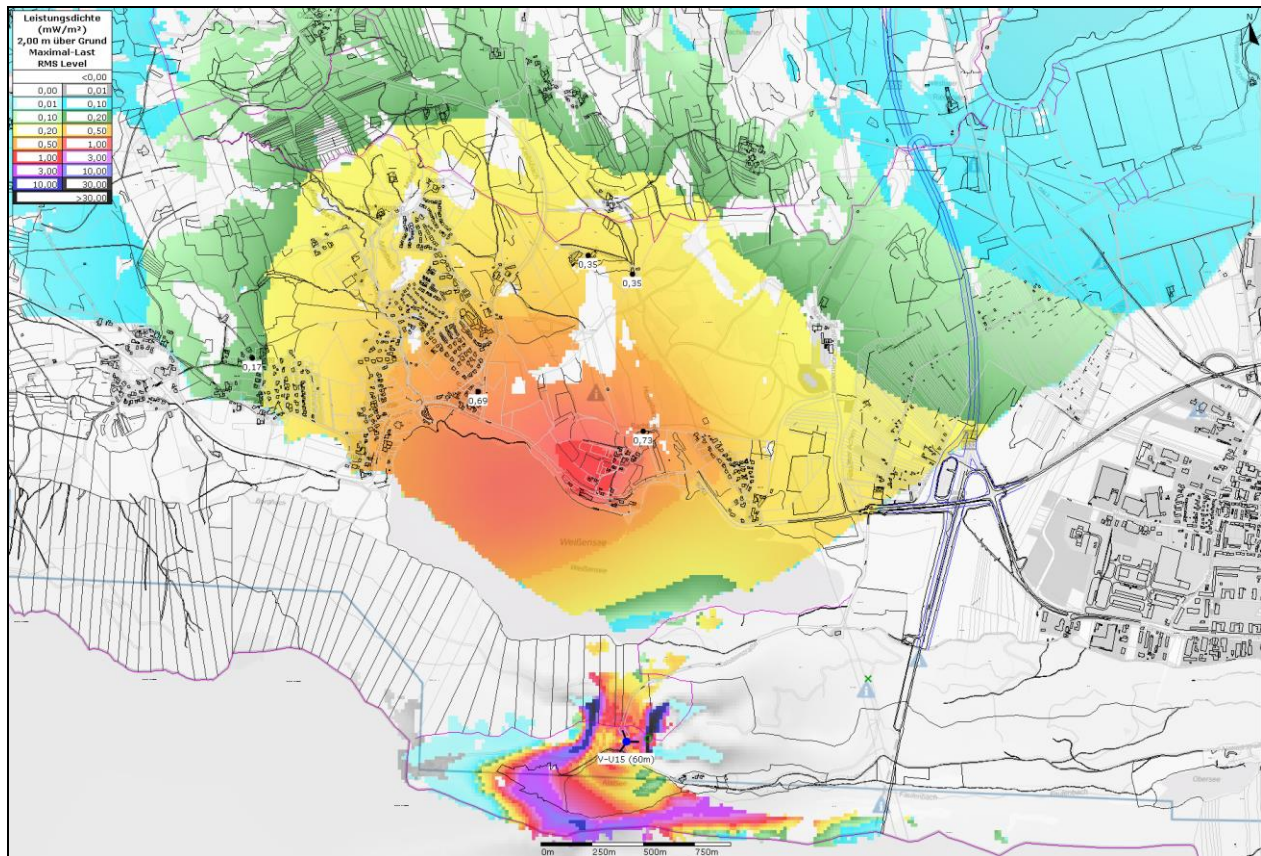 Leistungsdichte
(mW/m²)
2,00 m über Grund
Maximal-Last
RMS Level
<0,00
0,00 0,01
0,01 0,10
0,10 0,20
0,20 0,50
0,50 1,00
1,00 3,00
3,00 10,00
10,00 30,00
>30,00
N
0,35
0,35
0,17
0,69
0,73
Weißensee
Weißensee
V-U15 (60m)
Obersee
Faulenbach
0m 250m 500m 750m